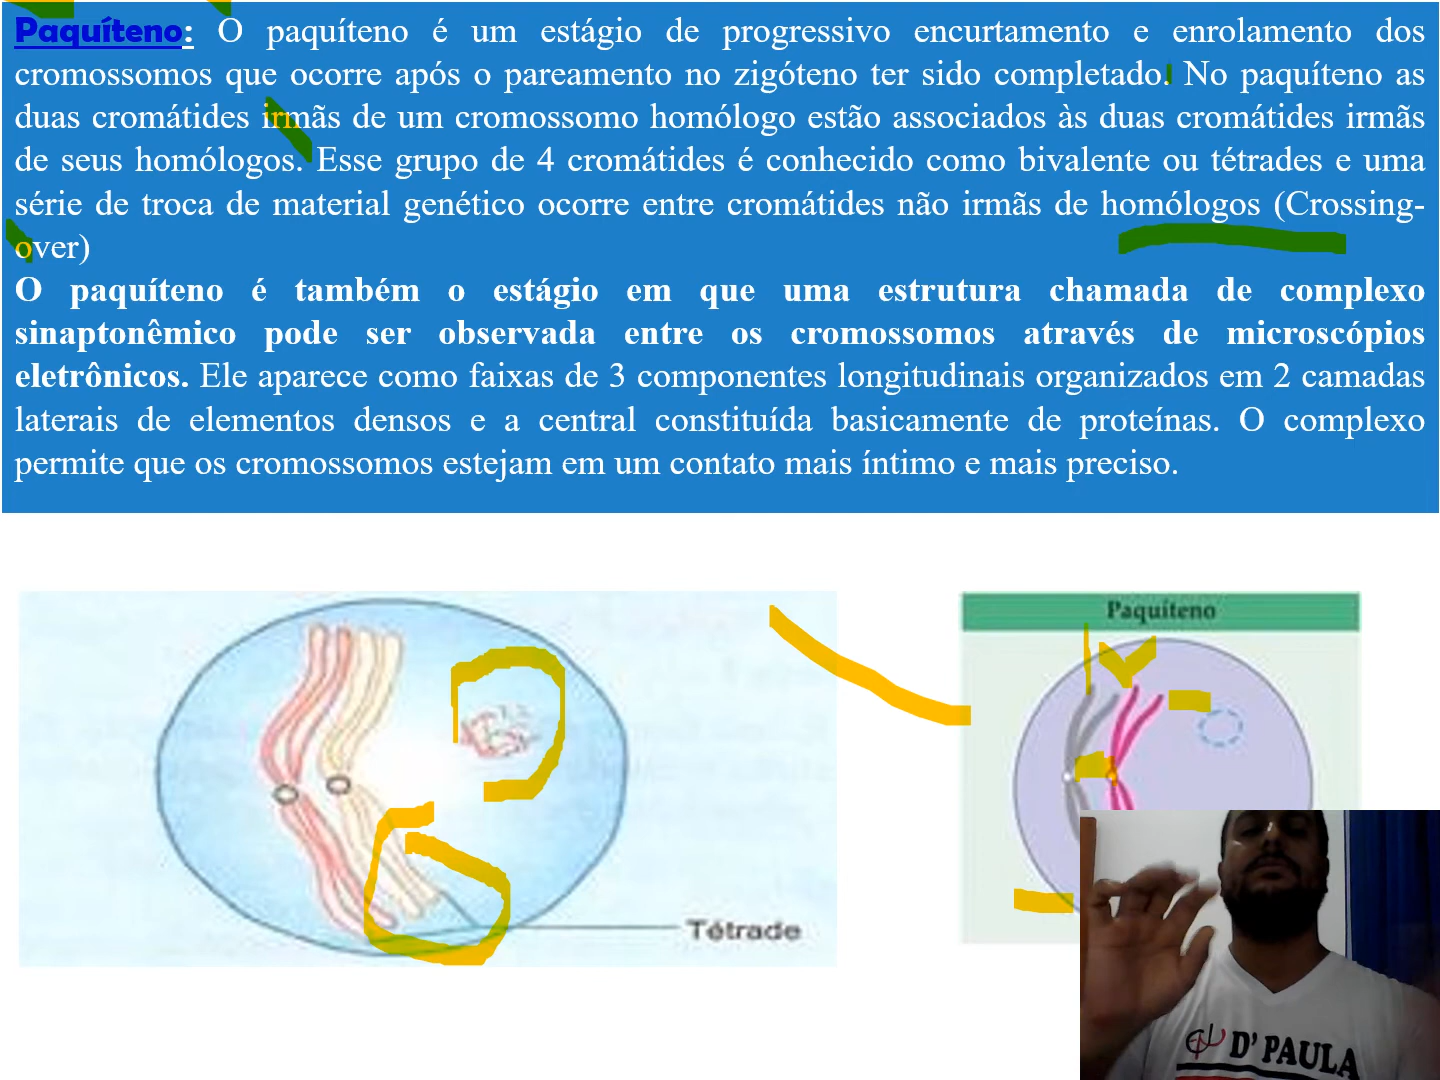 Paquíteno: O paquíteno é um estágio de progressivo encurtamento e enrolamento dos
cromossomos que ocorre após o pareamento no zigóteno ter sido completado. No paquíteno as
duas cromátides irmãs de um cromossomo homólogo estão associados às duas cromátides irmãs
de seus homólogos. Esse grupo de 4 cromátides é conhecido como bivalente ou tétrades e uma
série de troca de material genético ocorre entre cromátides não irmãs de homólogos (Crossing-
over)
O paquíteno é também o estágio em que uma estrutura chamada de complexo
sinaptonêmico pode ser observada entre os cromossomos através de microscópios
eletrônicos. Ele aparece como faixas de 3 componentes longitudinais organizados em 2 camadas
laterais de elementos densos e a central constituída basicamente de proteínas. O complexo
permite que os cromossomos estejam em um contato mais íntimo e mais preciso.
Paquíteno
Tétrade
D' PAULA